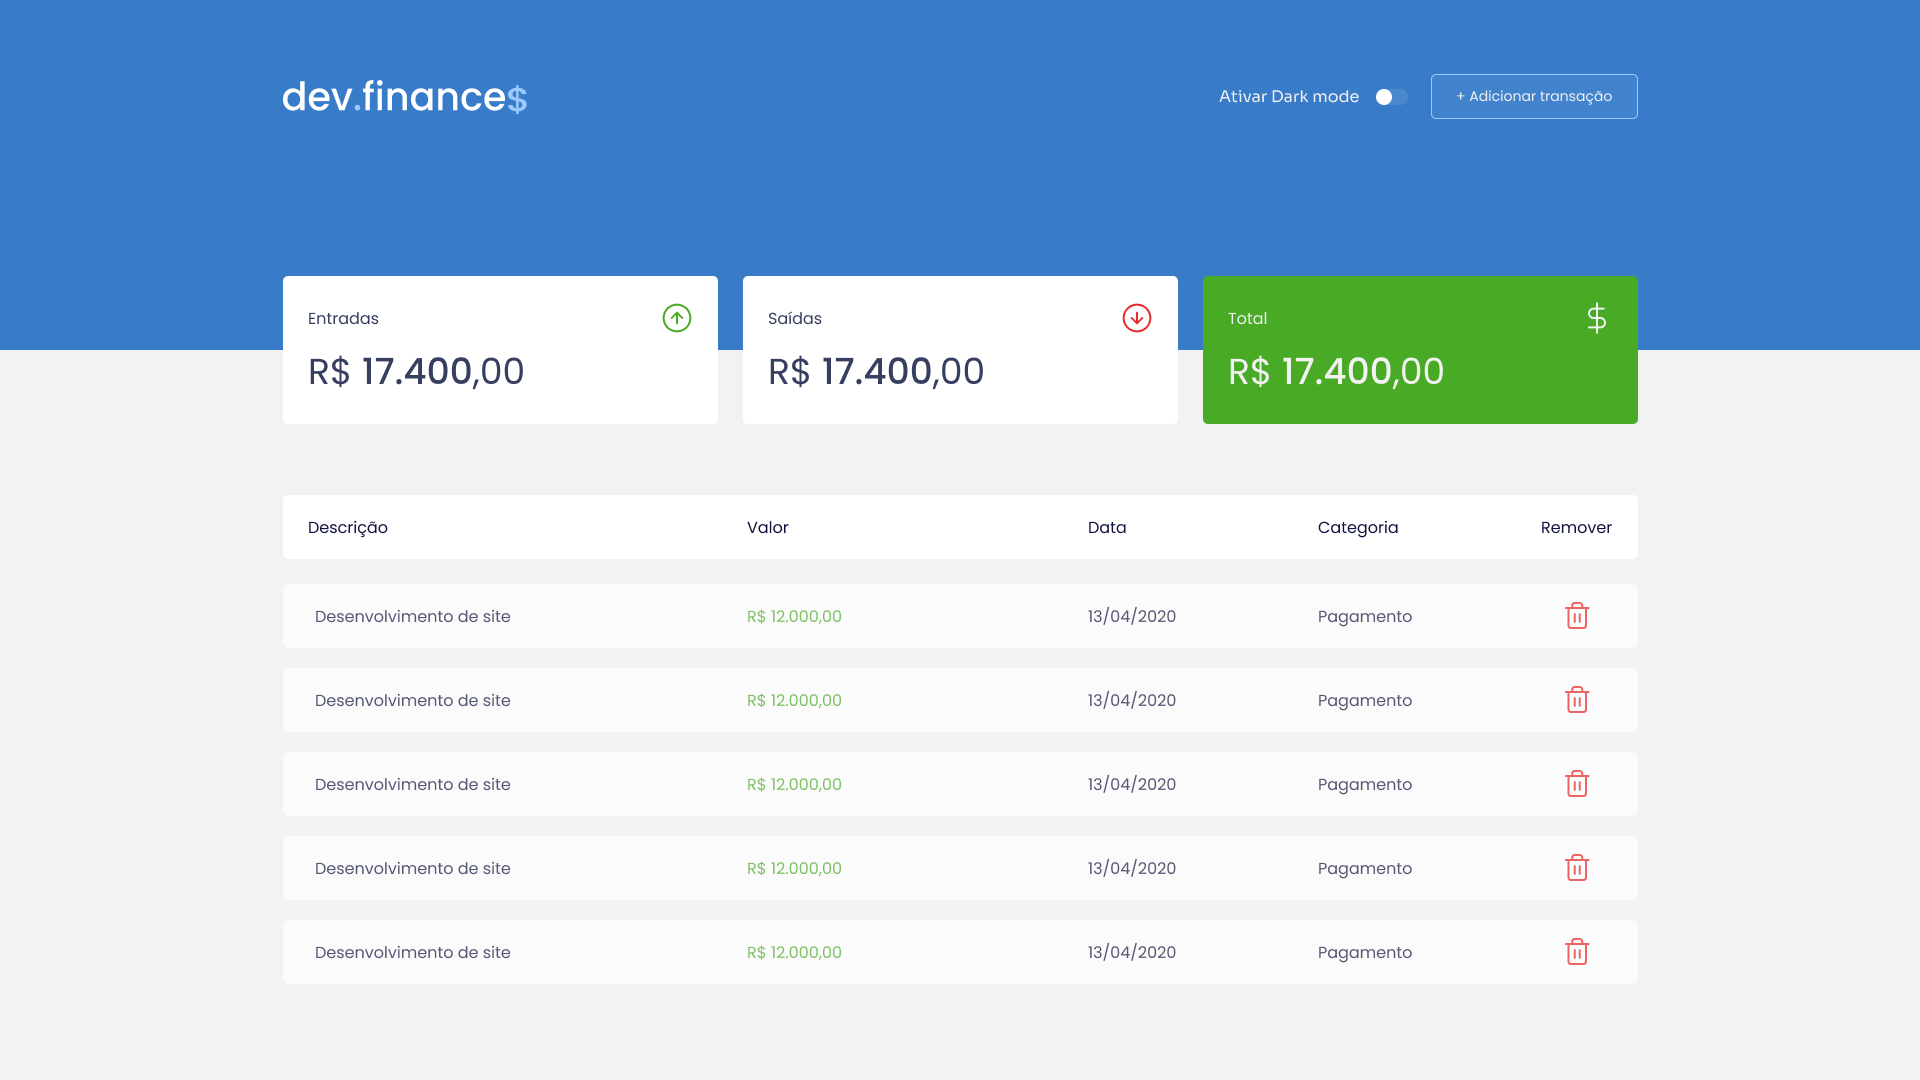 dev.finance$
Ativar Dark mode
+ Adicionar transação
Entradas
R$ 17.400,00
Saídas
R$ 17.400,00
Total
R$ 17.400,00
Descrição Valor Data Categoria Remover
Desenvolvimento de site R$ 12.000,00 13/04/2020 Pagamento
Desenvolvimento de site R$ 12.000,00 13/04/2020 Pagamento
Desenvolvimento de site R$ 12.000,00 13/04/2020 Pagamento
Desenvolvimento de site R$ 12.000,00 13/04/2020 Pagamento
Desenvolvimento de site R$ 12.000,00 13/04/2020 Pagamento